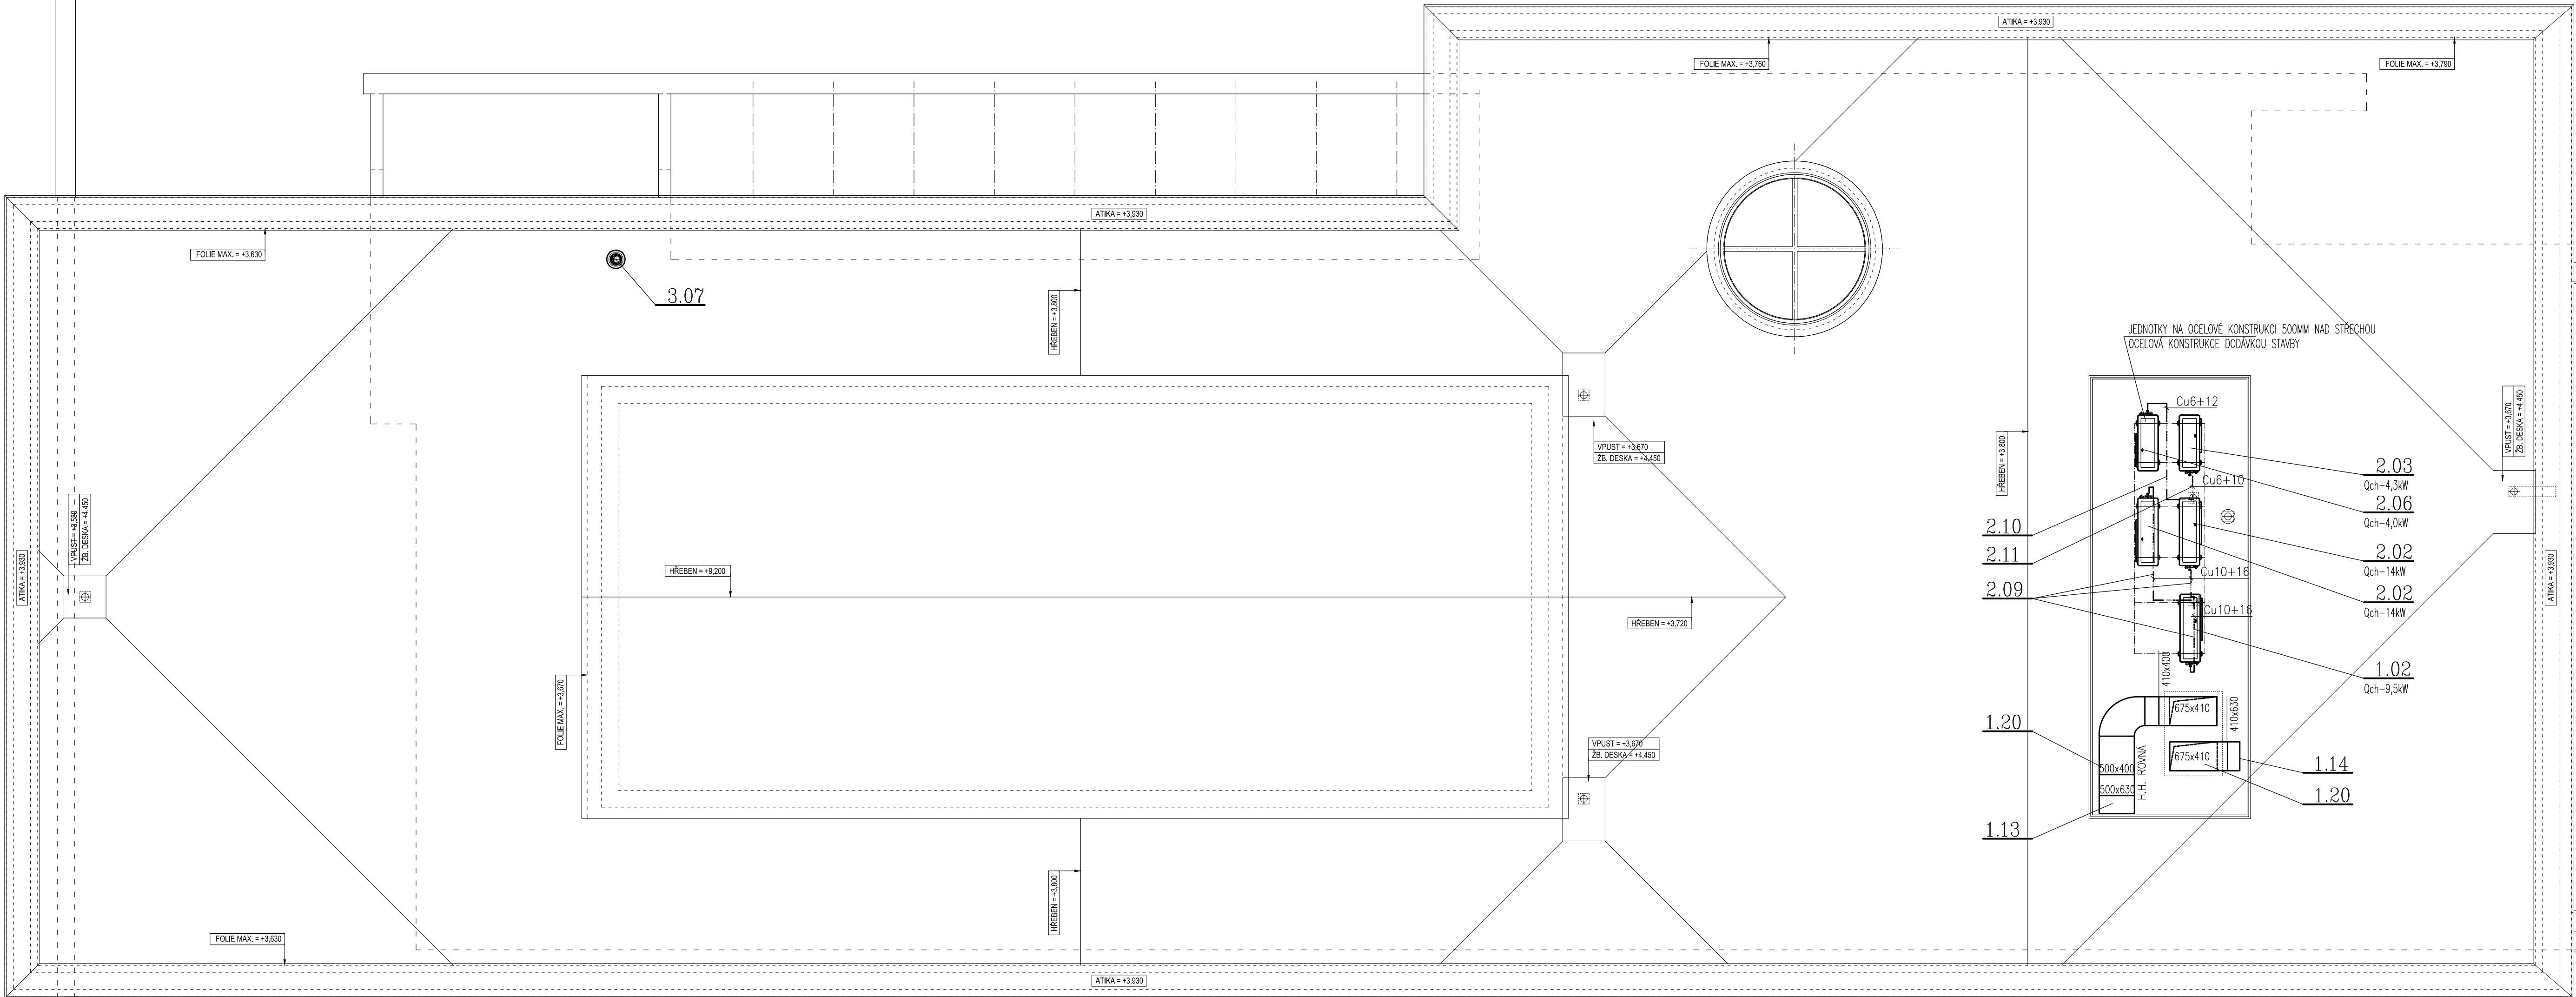 ATIKA = +3,930
FOLIE MAX. = +3,760
FOLIE MAX. = +3,790
ATIKA = +3,930
FOLIE MAX. = +3,630
3.07
HŘEBEN = +3,800
JEDNOTKY NA OCELOVÉ KONSTRUKCI 500MM NAD STŘECHOU
OCELOVÁ KONSTRUKCE DODÁVKOU STAVBY
Cu6+12
VPUST = +3,670
ŽB. DESKA = +4,450
HŘEBEN = +3,800
VPUST = +3,670
ŽB. DESKA = +4,450
2.03
Qch-4,3kW
Cu6+10
2.06
Qch-4,0kW
VPUST = +3,530
ŽB. DESKA = +4,450
2.10
2.11
2.02
Qch-14kW
ATIKA = +3,930
HŘEBEN = +9,200
Cu10+16
2.09
2.02
Qch-14kW
ATIKA = +3,930
HŘEBEN = +3,720
Cu10+16
FOLIE MAX. = +3,670
410x400
1.02
Qch-9,5kW
675x410
410x630
1.20
VPUST = +3,670
ŽB. DESKA = +4,450
675x410
500x400
H.H. ROVNÁ
1.14
500x630
1.20
1.13
HŘEBEN = +3,800
FOLIE MAX. = +3,630
ATIKA = +3,930